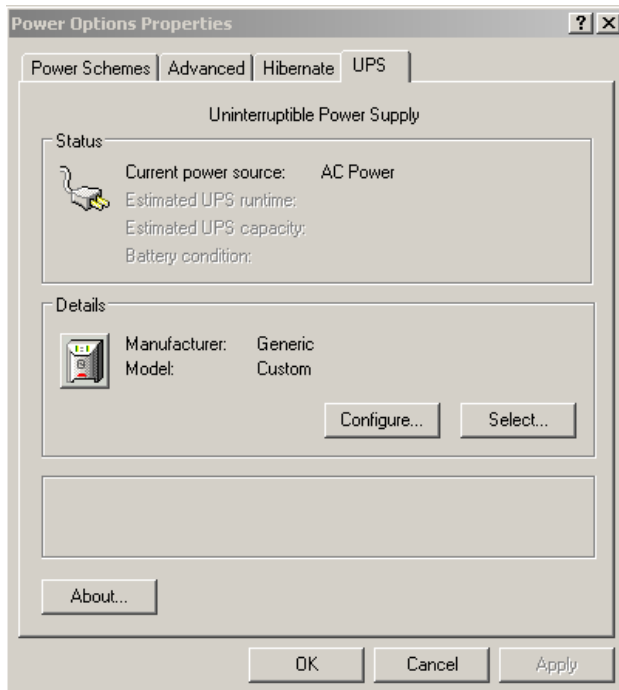 Power Options Properties
Power Schemes Advanced Hibernate UPS
Uninterruptible Power Supply
Status
Current power source: AC Power
Estimated UPS runtime:
Estimated UPS capacity:
Battery condition:
Details
Manufacturer: Generic
Model: Custom
Configure... Select...
About...
OK Cancel Apply